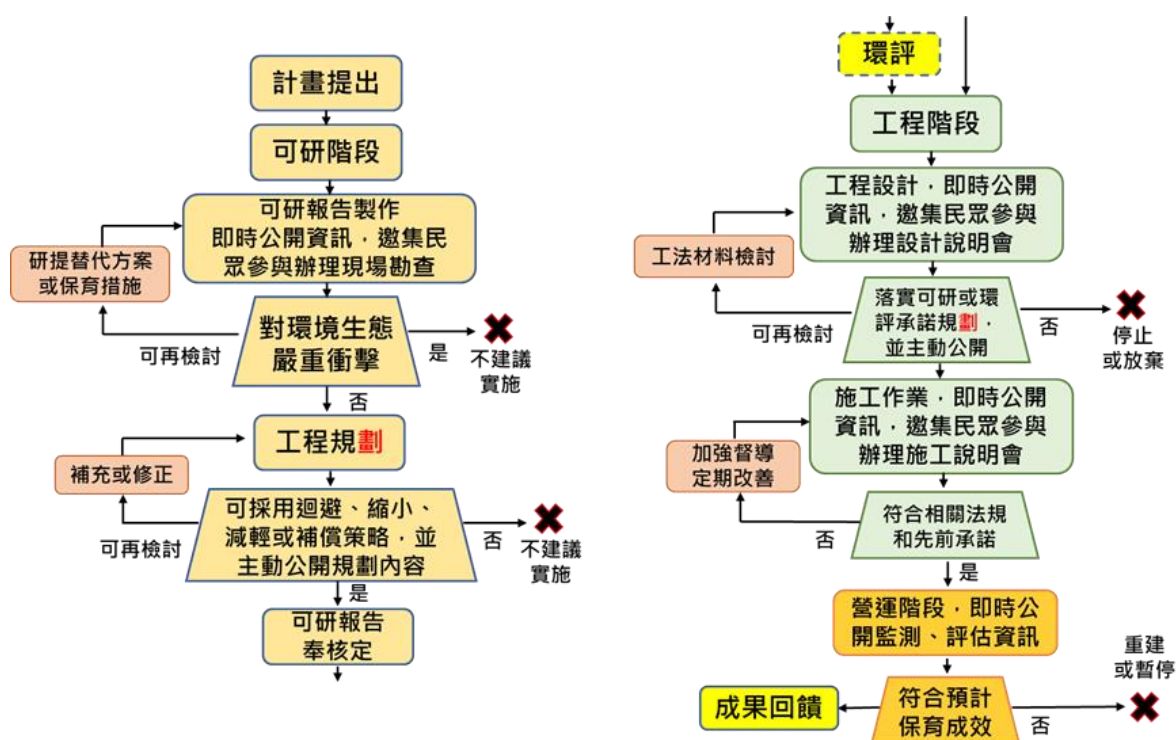 計畫提出
可研階段
可研報告製作
即時公開資訊，邀集民
眾參與辦理現場勘查
研提替代方案
或保育措施
對環境生態
嚴重衝擊
可再檢討
是
不建議
實施
否
工程規劃
補充或修正
可採用迴避、縮小、
減輕或補償策略，並
主動公開規劃內容
可再檢討
否
不建議
實施
是
可研報告
奉核定
環評
工程階段
工程設計，即時公開
資訊，邀集民眾參與
辦理設計說明會
工法材料檢討
落實可研或環
評承諾規劃，
並主動公開
可再檢討
否
停止
或放棄
施工作業，即時公開
資訊，邀集民眾參與
辦理施工說明會
加強督導
定期改善
符合相關法規
和先前承諾
否
是
營運階段，即時公
開監測、評估資訊
重建
或暫停
成果回饋
符合預計
保育成效
否